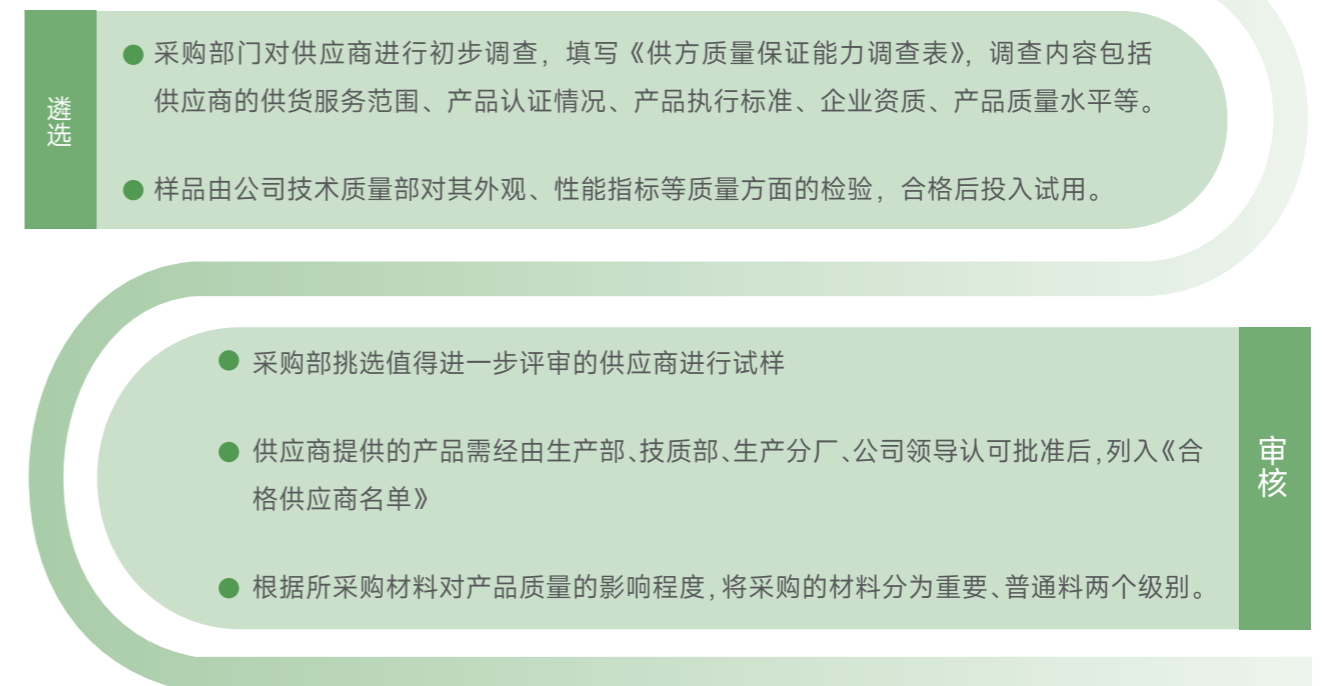 遴选
采购部门对供应商进行初步调查，填写《供方质量保证能力调查表》，调查内容包括
供应商的供货服务范围、产品认证情况、产品执行标准、企业资质、产品质量水平等。
样品由公司技术质量部对其外观、性能指标等质量方面的检验，合格后投入试用。
采购部挑选值得进一步评审的供应商进行试样
供应商提供的产品需经由生产部、技质部、生产分厂、公司领导认可批准后，列入《合
格供应商名单》
根据所采购材料对产品质量的影响程度，将采购的材料分为重要、普通料两个级别。
审核